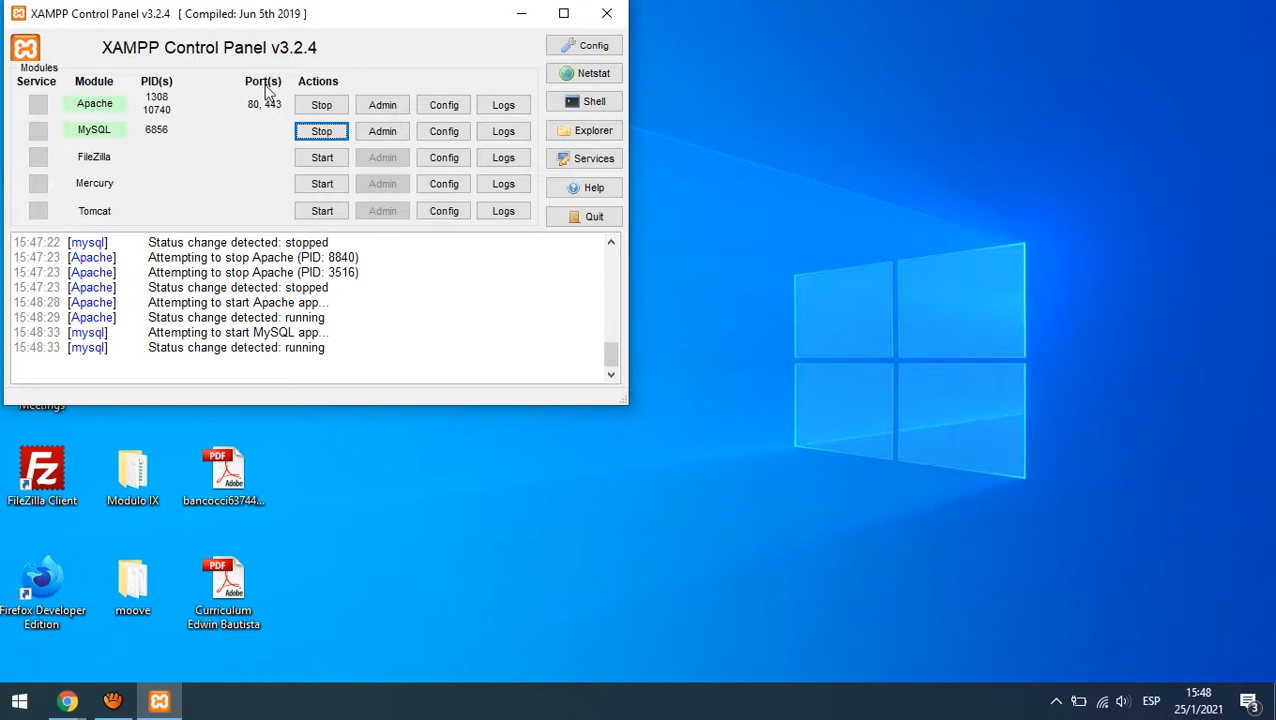 XAMPP Control Panel v3.2.4 [ Compiled: Jun 5th 2019 ]
XAMPP Control Panel v3.2.4
Config
Modules
Service Module PID(s) Port(s) Actions
Netstat
Apache 1308 10740 80, 443 Stop Admin Config Logs
Shell
MySQL 6856 Stop Admin Config Logs
Explorer
FileZilla Start Admin Config Logs
Services
Mercury Start Admin Config Logs
Help
Tomcat Start Admin Config Logs
Quit
15:47:22 [mysql] Status change detected: stopped
15:47:23 [Apache] Attempting to stop Apache (PID: 8840)
15:47:23 [Apache] Attempting to stop Apache (PID: 3516)
15:47:23 [Apache] Status change detected: stopped
15:48:28 [Apache] Attempting to start Apache app...
15:48:29 [Apache] Status change detected: running
15:48:33 [mysql] Attempting to start MySQL app...
15:48:33 [mysql] Status change detected: running
Meetings
PDF
Adobe
FileZilla Client
Modulo IX
bancocci63744...
PDF
Adobe
Firefox Developer
Edition
moove
Curriculum
Edwin Bautista
ESP
15:48
25/1/2021
3